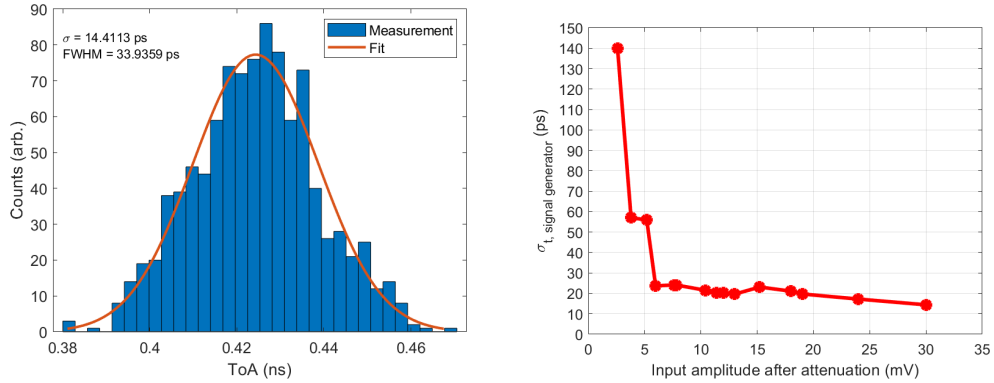 90
80
70
60
50
40
30
20
10
0
Counts (arb.)
σ = 14.4113 ps
FWHM = 33.9359 ps
Measurement
Fit
0.38 0.4 0.42 0.44 0.46
ToA (ns)
150
140
130
120
110
100
90
80
70
60
50
40
30
20
10
0
σt, signal generator (ps)
0 5 10 15 20 25 30 35
Input amplitude after attenuation (mV)